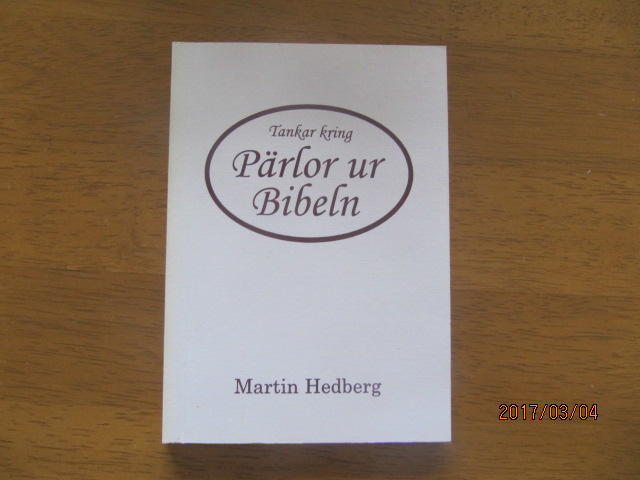 Tankar kring
Pärlor ur
Bibeln
Martin Hedberg
2017/03/04